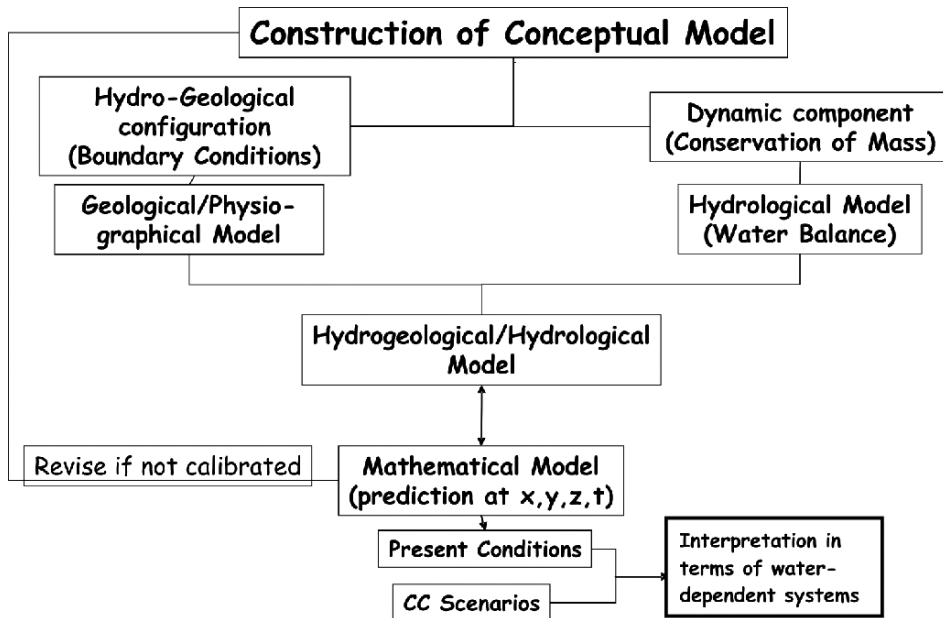 Construction of Conceptual Model
Hydro-Geological
configuration
(Boundary Conditions)
Dynamic component
(Conservation of Mass)
Geological/Physio-
graphical Model
Hydrological Model
(Water Balance)
Hydrogeological/Hydrological
Model
Revise if not calibrated
Mathematical Model
(prediction at x,y,z,t)
Present Conditions
CC Scenarios
Interpretation in
terms of water-
dependent systems